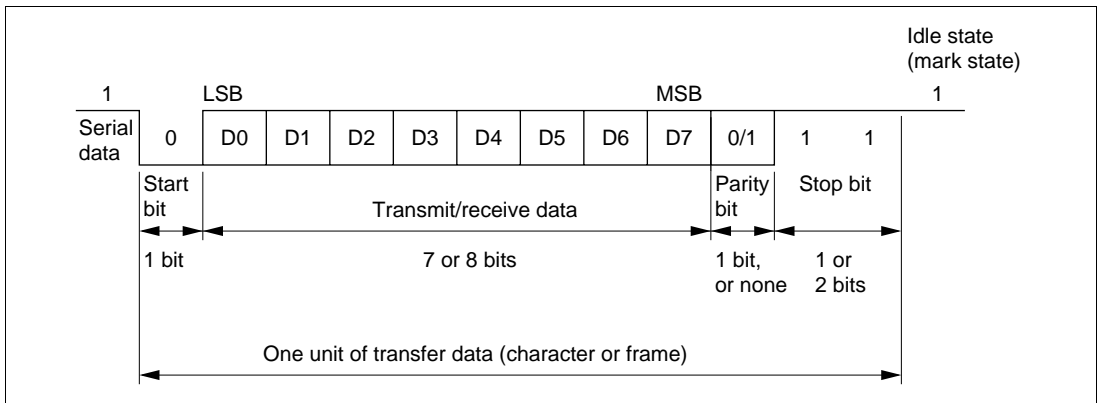 Idle state
(mark state)
1 LSB MSB 1
Serial
data
0 D0 D1 D2 D3 D4 D5 D6 D7 0/1 1 1
Start
bit
Transmit/receive data
Parity
bit
Stop bit
1 bit
7 or 8 bits
1 bit,
or none
1 or
2 bits
One unit of transfer data (character or frame)